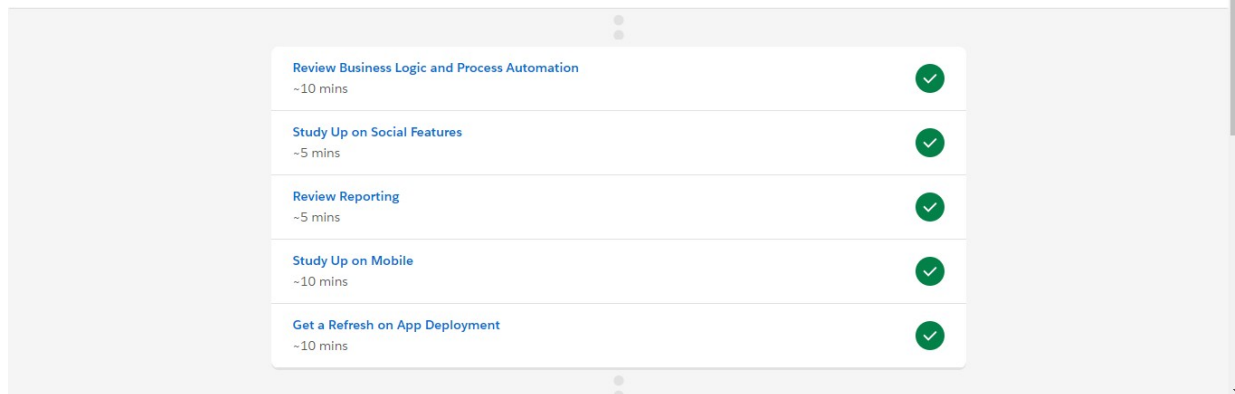 Review Business Logic and Process Automation
~10 mins
Study Up on Social Features
~5 mins
Review Reporting
~5 mins
Study Up on Mobile
~10 mins
Get a Refresh on App Deployment
~10 mins